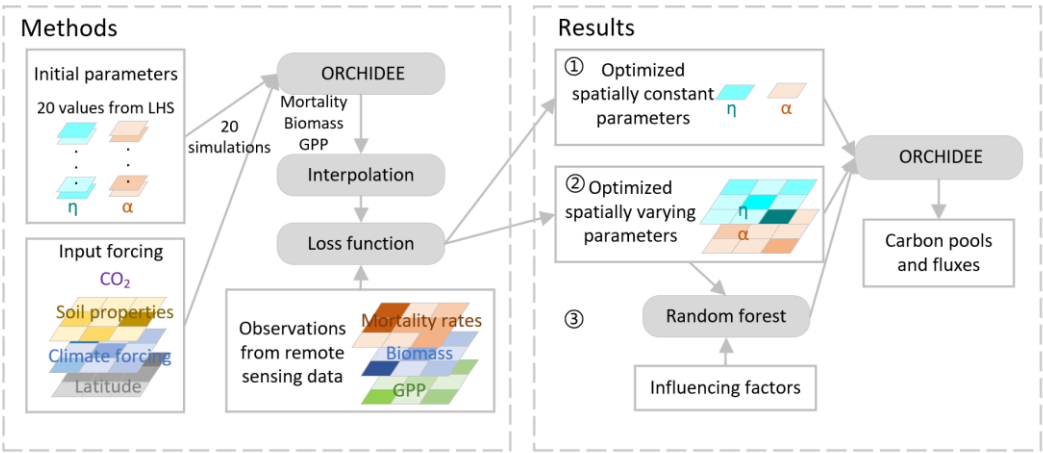 Methods
Initial parameters
20 values from LHS
.
.
.
.
.
.
η
α
20
simulations
Input forcing
CO₂
Soil properties
Climate forcing
Latitude
ORCHIDEE
Mortality
Biomass
GPP
Interpolation
Loss function
Observations
from remote
sensing data
Mortality rates
Biomass
GPP
Results
① Optimized
spatially constant
parameters
η
α
② Optimized
spatially varying
parameters
η
α
③
Random forest
Influencing factors
ORCHIDEE
Carbon pools
and fluxes